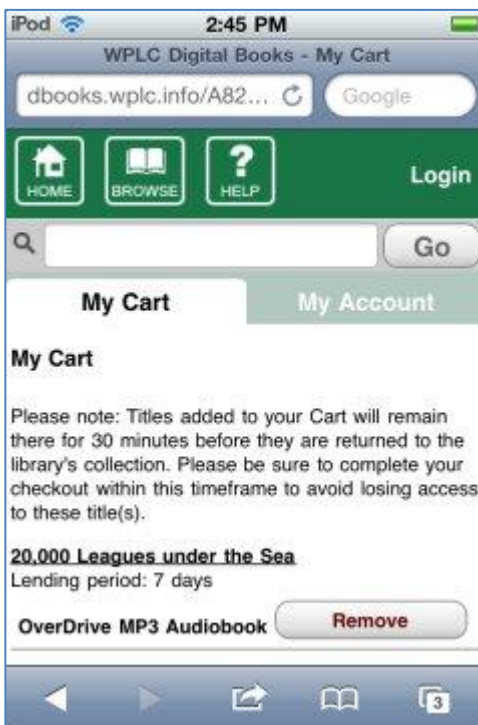 iPod 2:45 PM
WPLC Digital Books - My Cart
dbooks.wplc.info/A82... Google
HOME BROWSE ? HELP Login
Go
My Cart My Account
My Cart
Please note: Titles added to your Cart will remain
there for 30 minutes before they are returned to the
library's collection. Please be sure to complete your
checkout within this timeframe to avoid losing access
to these title(s).
20,000 Leagues under the Sea
Lending period: 7 days
OverDrive MP3 Audiobook Remove
3